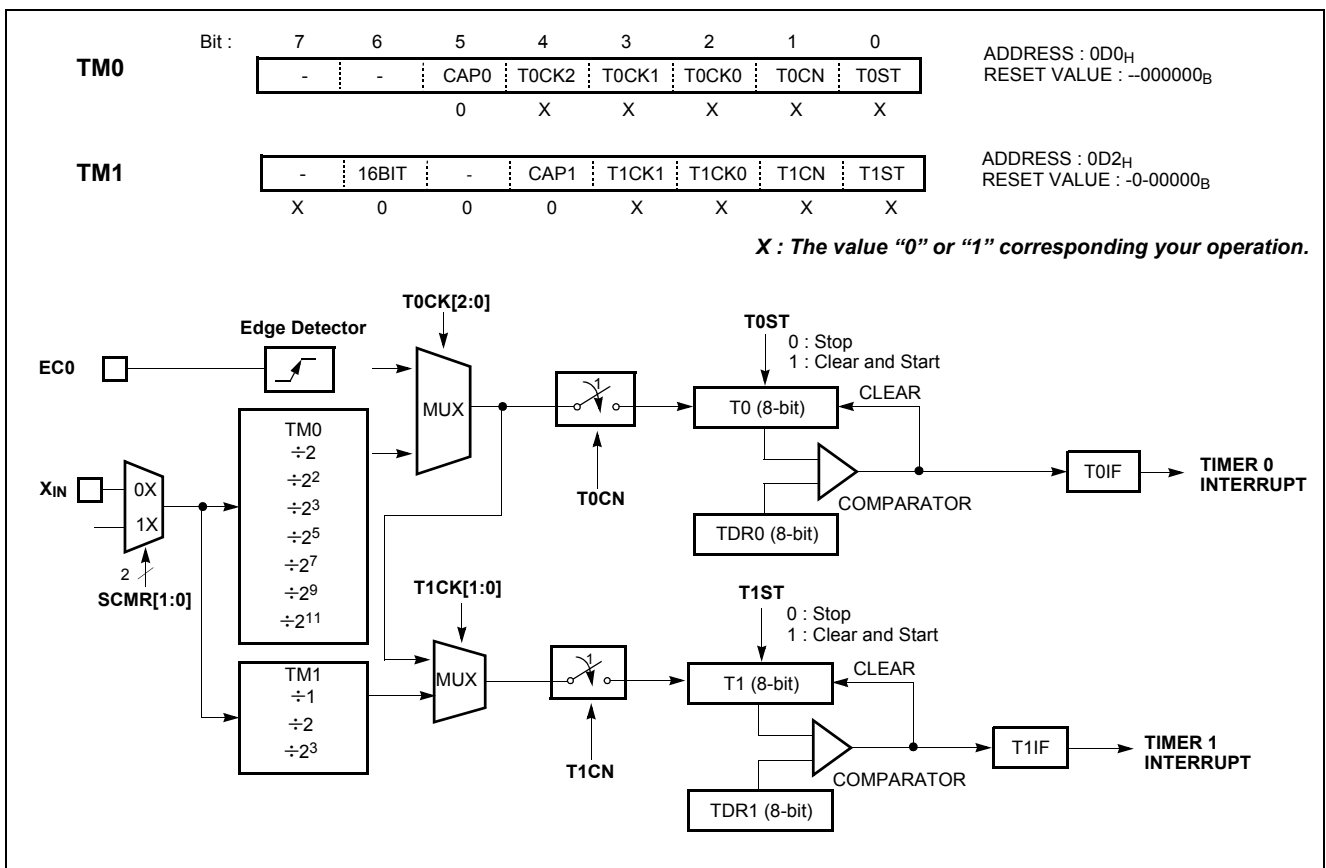 Bit : 7 6 5 4 3 2 1 0
TM0
- - CAP0 T0CK2 T0CK1 T0CK0 T0CN T0ST
0 X X X X X
ADDRESS : 0D0H
RESET VALUE : --000000B
TM1
- 16BIT - CAP1 T1CK1 T1CK0 T1CN T1ST
X 0 0 0 X X X X
ADDRESS : 0D2H
RESET VALUE : -0-00000B
X : The value “0” or “1” corresponding your operation.
T0CK[2:0]
Edge Detector
EC0
MUX
1
T0CN
T0ST
0 : Stop
1 : Clear and Start
T0 (8-bit)
CLEAR
COMPARATOR
TDR0 (8-bit)
T0IF
TIMER 0
INTERRUPT
XIN
0X
1X
2
SCMR[1:0]
TM0
÷2
÷2²
÷2³
÷2⁵
÷2⁷
÷2⁹
÷2¹¹
T1CK[1:0]
TM1
÷1
÷2
÷2³
MUX
1
T1CN
T1ST
0 : Stop
1 : Clear and Start
T1 (8-bit)
CLEAR
COMPARATOR
TDR1 (8-bit)
T1IF
TIMER 1
INTERRUPT